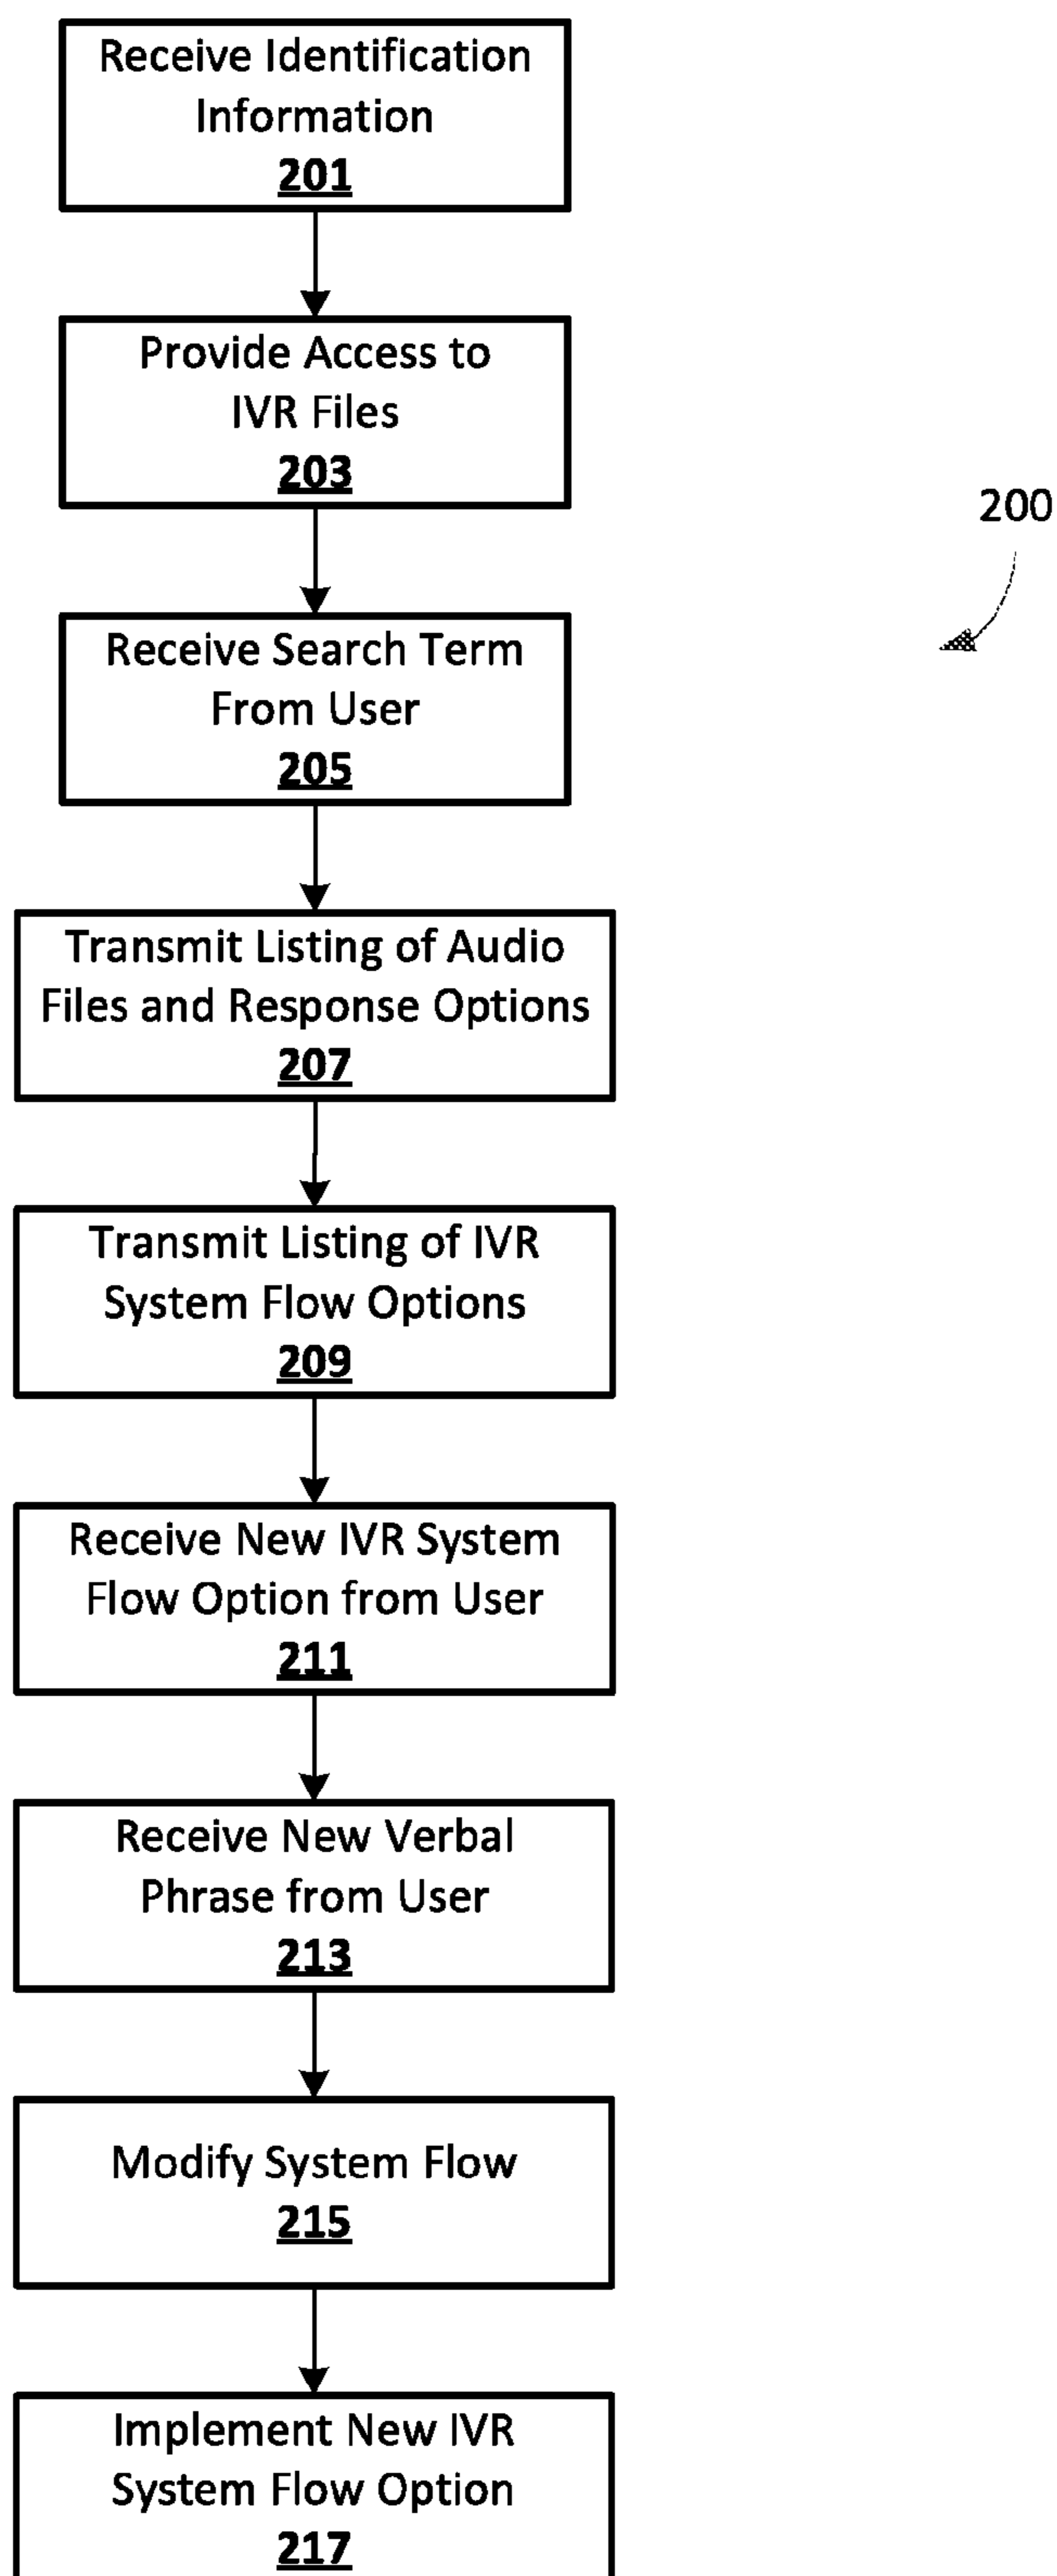 Receive Identification
Information
201
Provide Access to
IVR Files
203
200
Receive Search Term
From User
205
Transmit Listing of Audio
Files and Response Options
207
Transmit Listing of IVR
System Flow Options
209
Receive New IVR System
Flow Option from User
211
Receive New Verbal
Phrase from User
213
Modify System Flow
215
Implement New IVR
System Flow Option
217